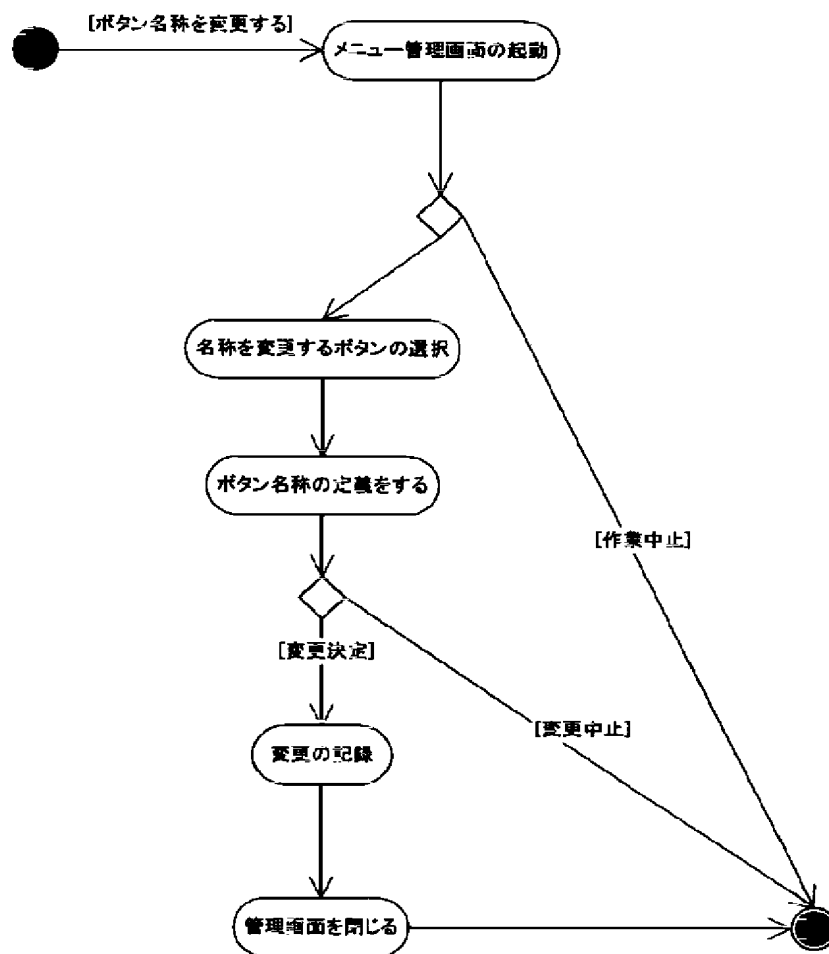 [ボタン名称を変更する]
メニュー管理画面の起動
名称を変更するボタンの選択
ボタン名称の定義をする
[作業中止]
[変更決定]
[変更中止]
変更の記録
管理画面を閉じる